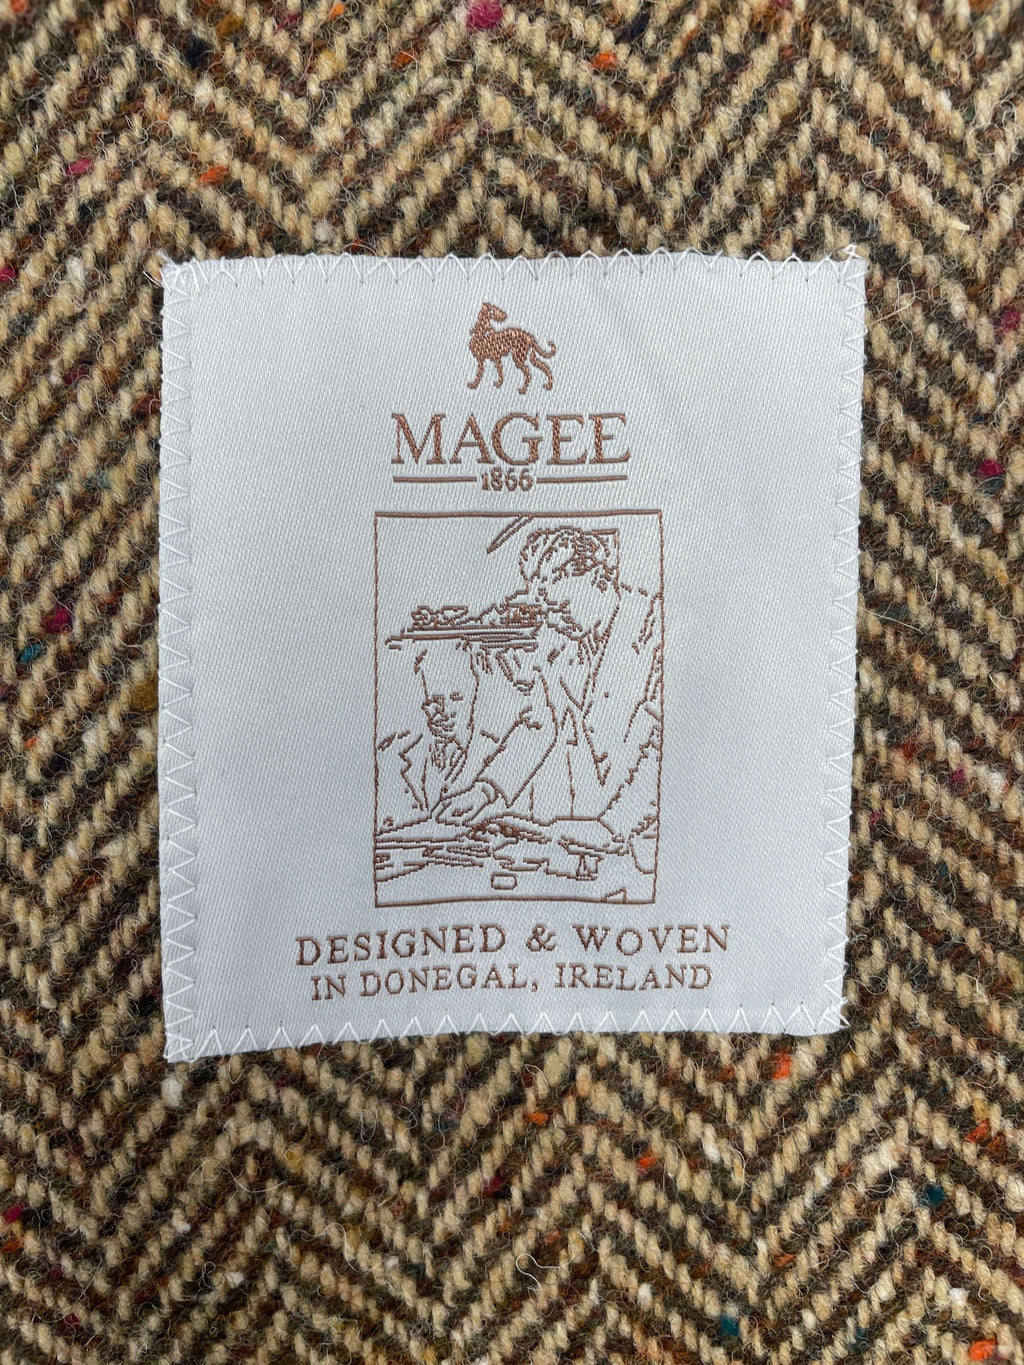 MAGEE
1866
DESIGNED & WOVEN
IN DONEGAL, IRELAND